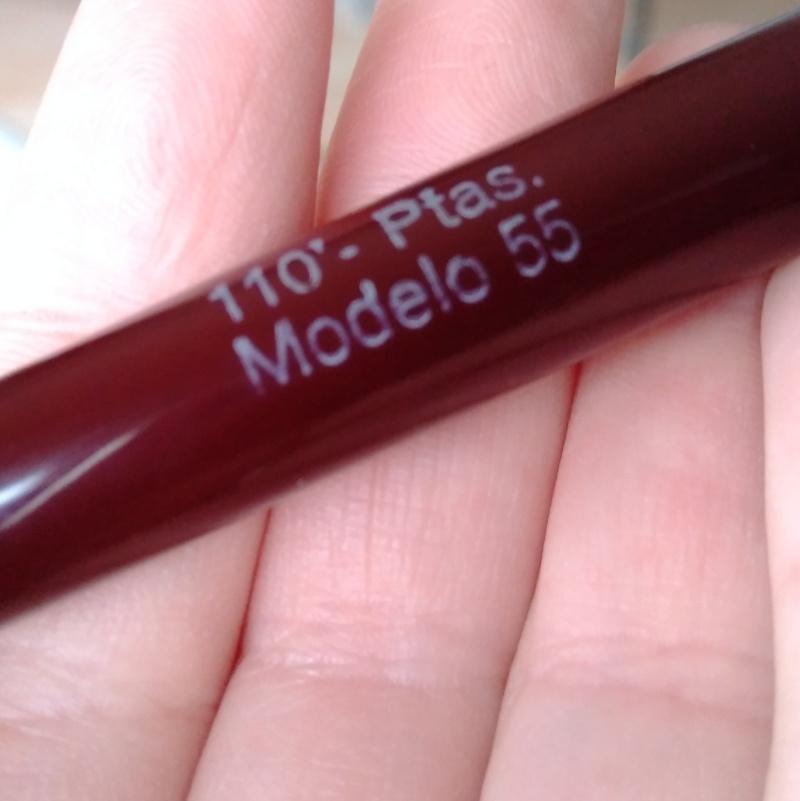 110'- Ptas.
Modelo 55